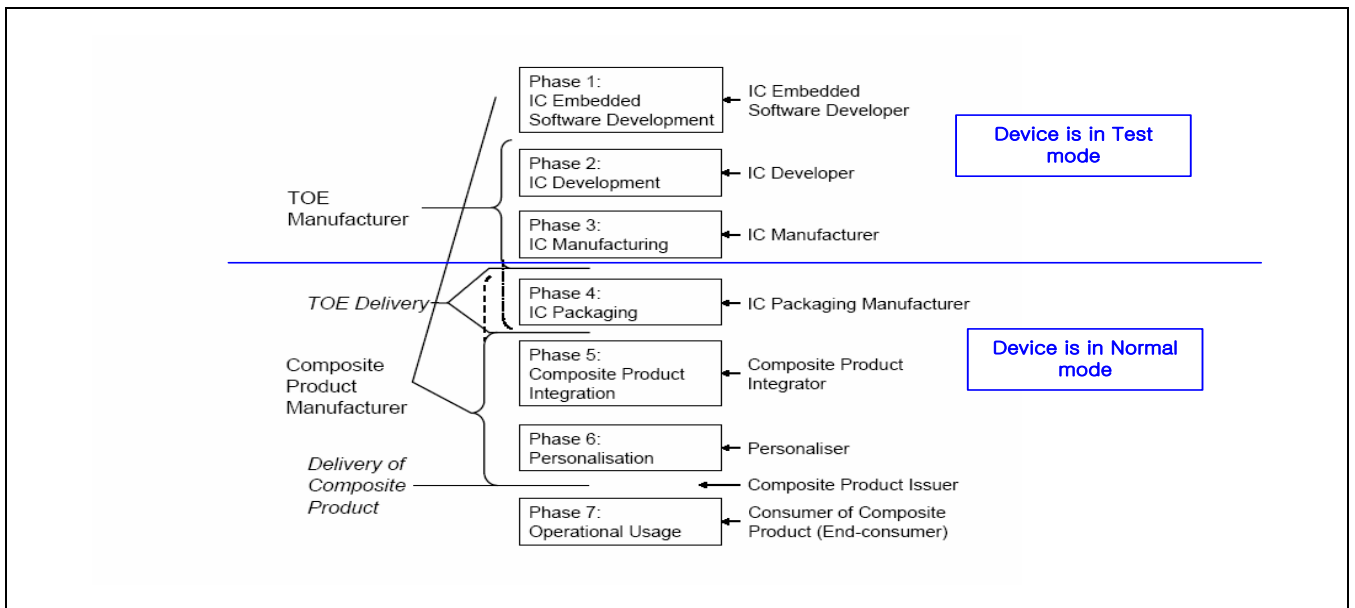 Phase 1:
IC Embedded
Software Development
IC Embedded
Software Developer
Device is in Test
mode
Phase 2:
IC Development
IC Developer
TOE
Manufacturer
Phase 3:
IC Manufacturing
IC Manufacturer
TOE Delivery
Phase 4:
IC Packaging
IC Packaging Manufacturer
Device is in Normal
mode
Composite
Product
Manufacturer
Phase 5:
Composite Product
Integration
Composite Product
Integrator
Phase 6:
Personalisation
Personaliser
Delivery of
Composite
Product
Composite Product Issuer
Phase 7:
Operational Usage
Consumer of Composite
Product (End-consumer)